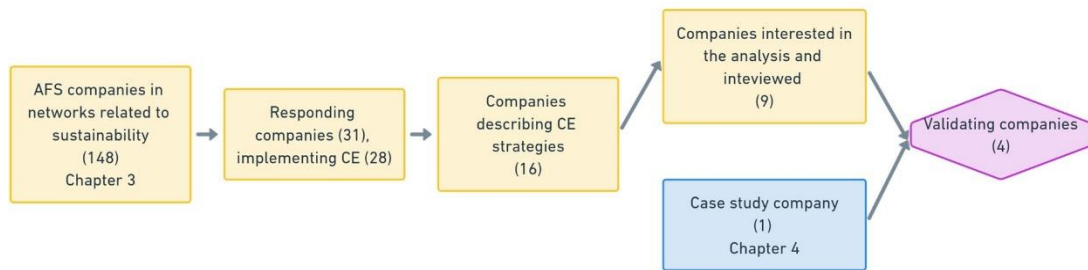 AFS companies in
networks related to
sustainability
(148)
Chapter 3
Responding
companies (31),
implementing CE (28)
Companies
describing CE
strategies
(16)
Companies interested in
the analysis and
inteviewed
(9)
Case study company
(1)
Chapter 4
Validating companies
(4)